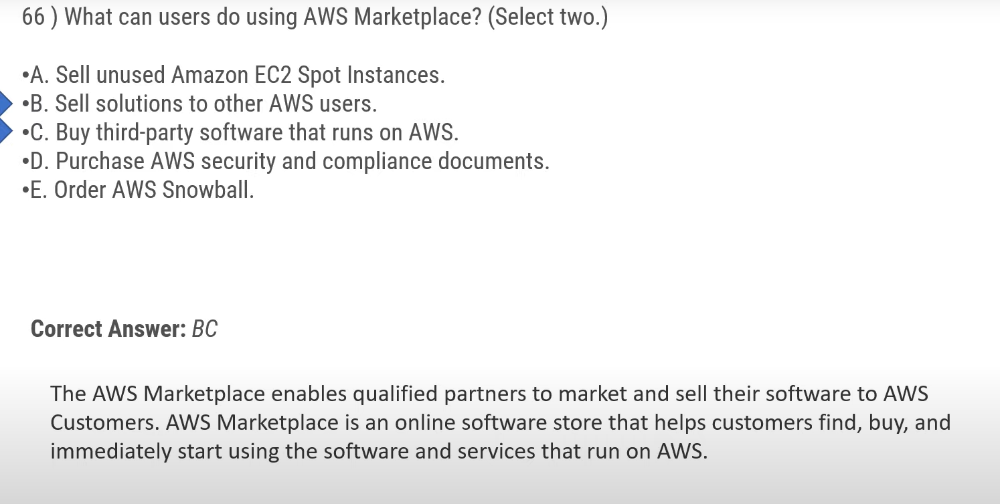 66 ) What can users do using AWS Marketplace? (Select two.)
•A. Sell unused Amazon EC2 Spot Instances.
•B. Sell solutions to other AWS users.
•C. Buy third-party software that runs on AWS.
•D. Purchase AWS security and compliance documents.
•E. Order AWS Snowball.
Correct Answer: BC
The AWS Marketplace enables qualified partners to market and sell their software to AWS
Customers. AWS Marketplace is an online software store that helps customers find, buy, and
immediately start using the software and services that run on AWS.